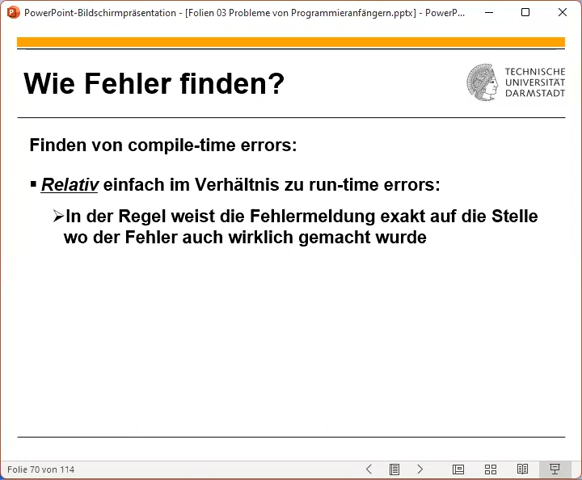 PowerPoint-Bildschirmpräsentation - [Folien 03 Probleme von Programmieranfängern.pptx] - PowerP...
Wie Fehler finden?
TECHNISCHE
UNIVERSITÄT
DARMSTADT
Finden von compile-time errors:
▪ Relativ einfach im Verhältnis zu run-time errors:
➢In der Regel weist die Fehlermeldung exakt auf die Stelle
wo der Fehler auch wirklich gemacht wurde
Folie 70 von 114